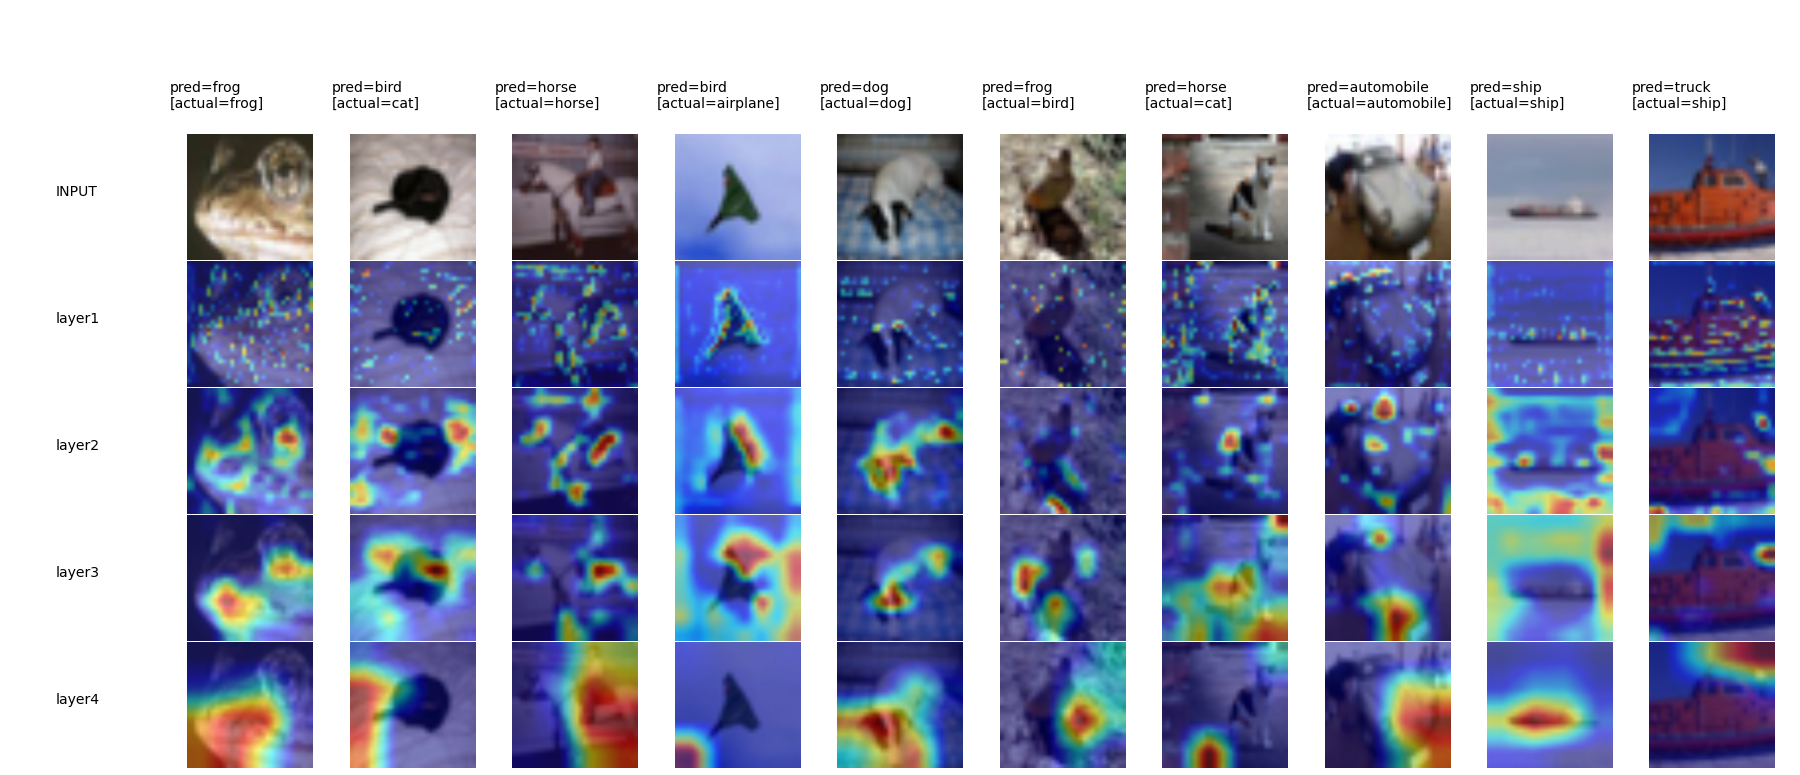 pred=frog
[actual=frog]
pred=bird
[actual=cat]
pred=horse
[actual=horse]
pred=bird
[actual=airplane]
pred=dog
[actual=dog]
pred=frog
[actual=bird]
pred=horse
[actual=cat]
pred=automobile
[actual=automobile]
pred=ship
[actual=ship]
pred=truck
[actual=ship]
INPUT
layer1
layer2
layer3
layer4